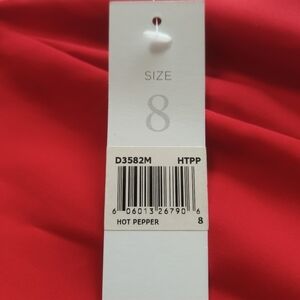 SIZE
8
D3582M HTPP
6 06013 26790 6
HOT PEPPER 8